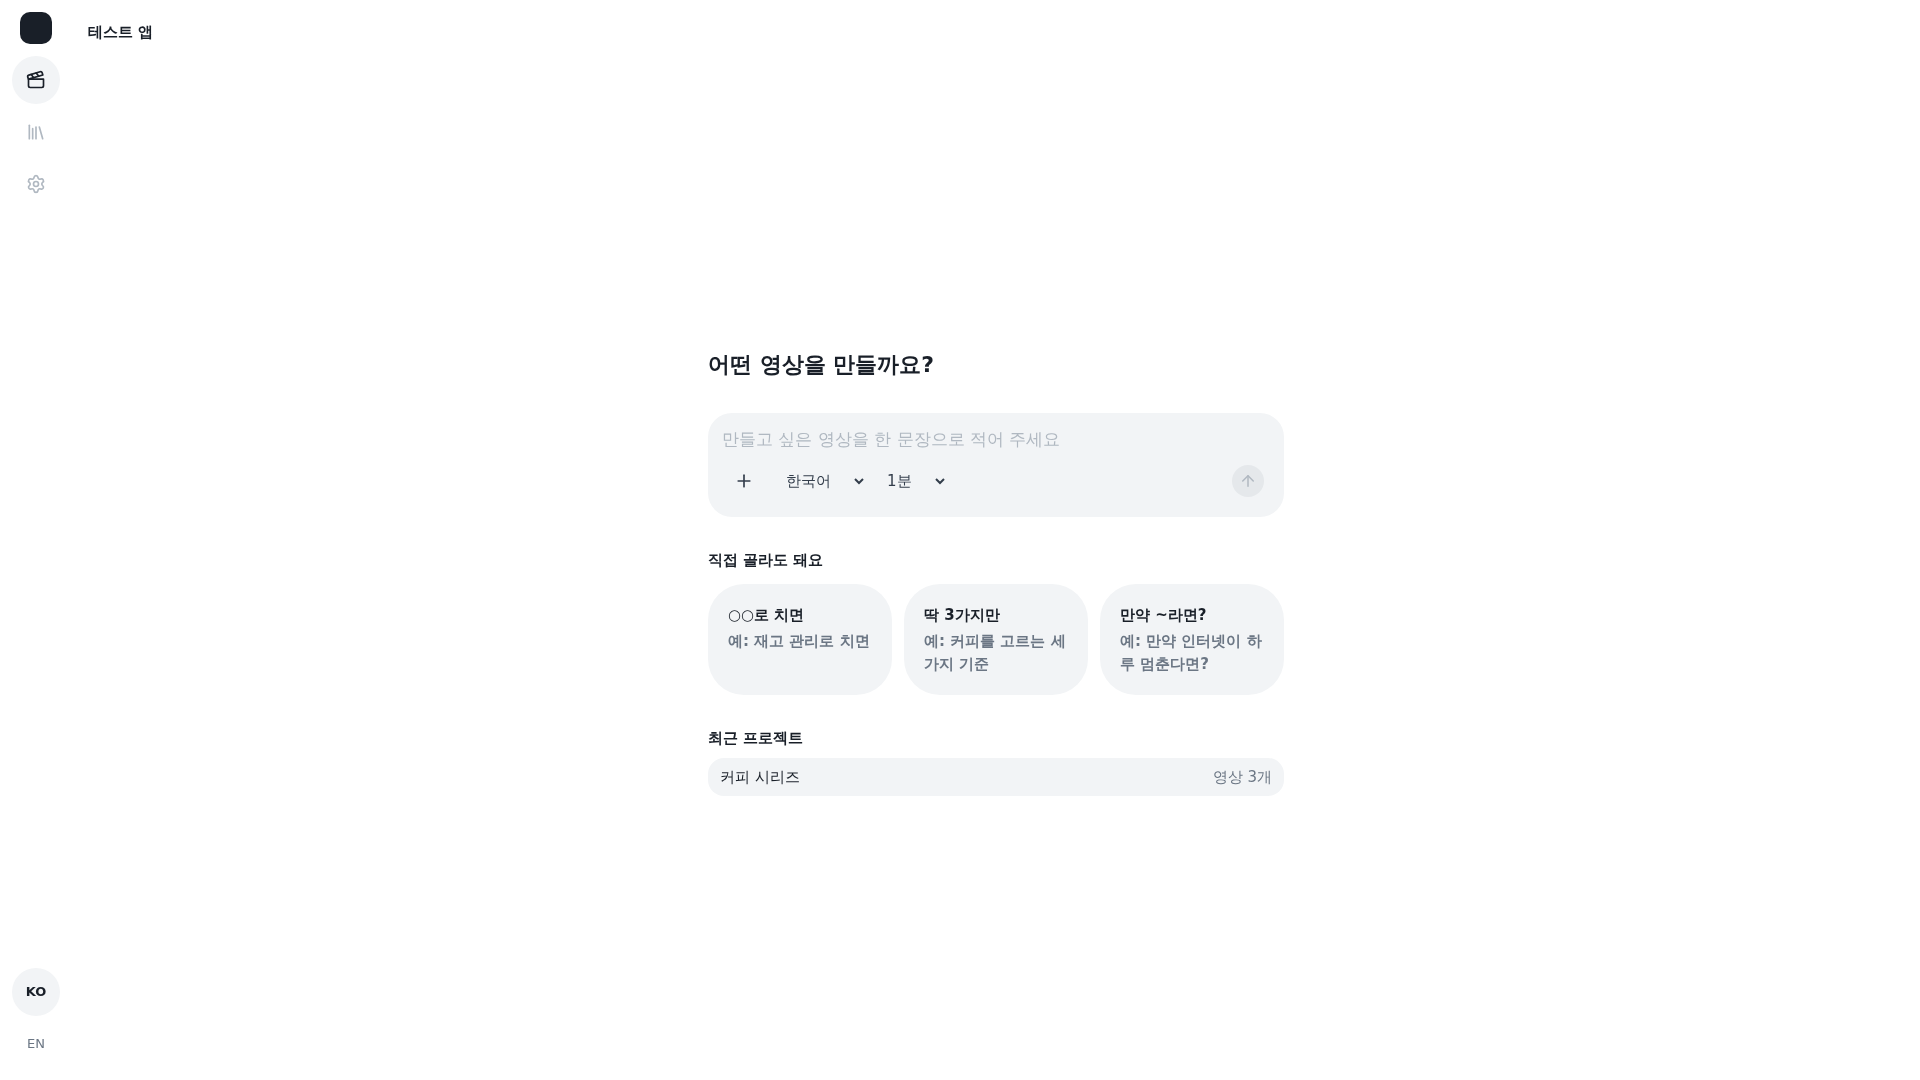 테스트 앱
어떤 영상을 만들까요?
만들고 싶은 영상을 한 문장으로 적어 주세요
한국어
1분
직접 골라도 돼요
○○로 치면
예: 재고 관리로 치면
딱 3가지만
예: 커피를 고르는 세
가지 기준
만약 ~라면?
예: 만약 인터넷이 하
루 멈춘다면?
최근 프로젝트
커피 시리즈
영상 3개
KO
EN